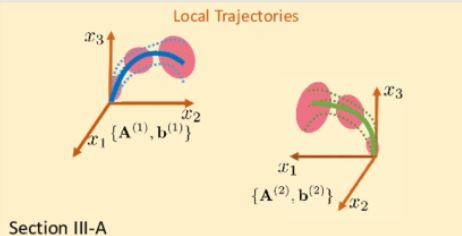 Local Trajectories
x₃
x₂
x₁ {A⁽¹⁾, b⁽¹⁾}
x₃
x₁
{A⁽²⁾, b⁽²⁾} x₂
Section III-A